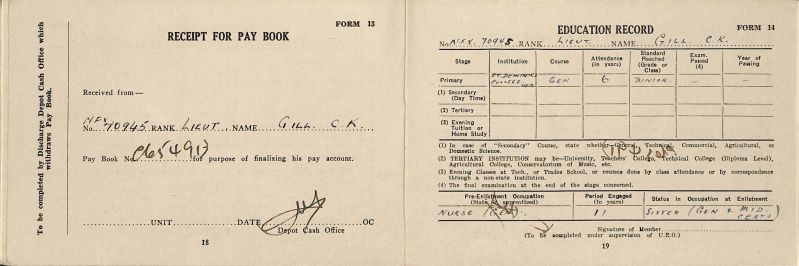 FORM 13
RECEIPT FOR PAY BOOK
To be completed by Discharge Depot Cash Office which
withdraws Pay Book.
Received from—
No. NFX 70945 RANK LIEUT NAME GILL C.K.
Pay Book No. for purpose of finalizing his pay account.
UNIT DATE OC
Depot Cash Office
18
EDUCATION RECORD FORM 14
No. NFX 70945 RANK LIEUT NAME GILL C.K.
Stage Institution Course Attendance (in years) Standard Reached (Grade or Class) Exam. Passed (4) Year of Passing
Primary ST. DOMINICS COLLEGE GEN 6 JUNIOR — —
(1) Secondary (Day Time)
(2) Tertiary
(3) Evening Tuition or Home Study
(1) In case of "Secondary" Course, state whether General, Technical, Commercial, Agricultural, or
Domestic Science.
(2) TERTIARY INSTITUTION may be—University, Teachers' College, Technical College (Diploma Level),
Agricultural College, Conservatorium of Music, etc.
(3) Evening Classes at Tech., or Trades School, or courses done by class attendance or by correspondence
through a non-state institution.
(4) The final examination at the end of the stage concerned.
Pre-Enlistment Occupation (State if apprenticed) Period Engaged (In years) Status in Occupation at Enlistment
NURSE (GEN) 11 SISTER (GEN & MID. CERTS)
Signature of Member
(To be completed under supervision of U.E.O.)
19